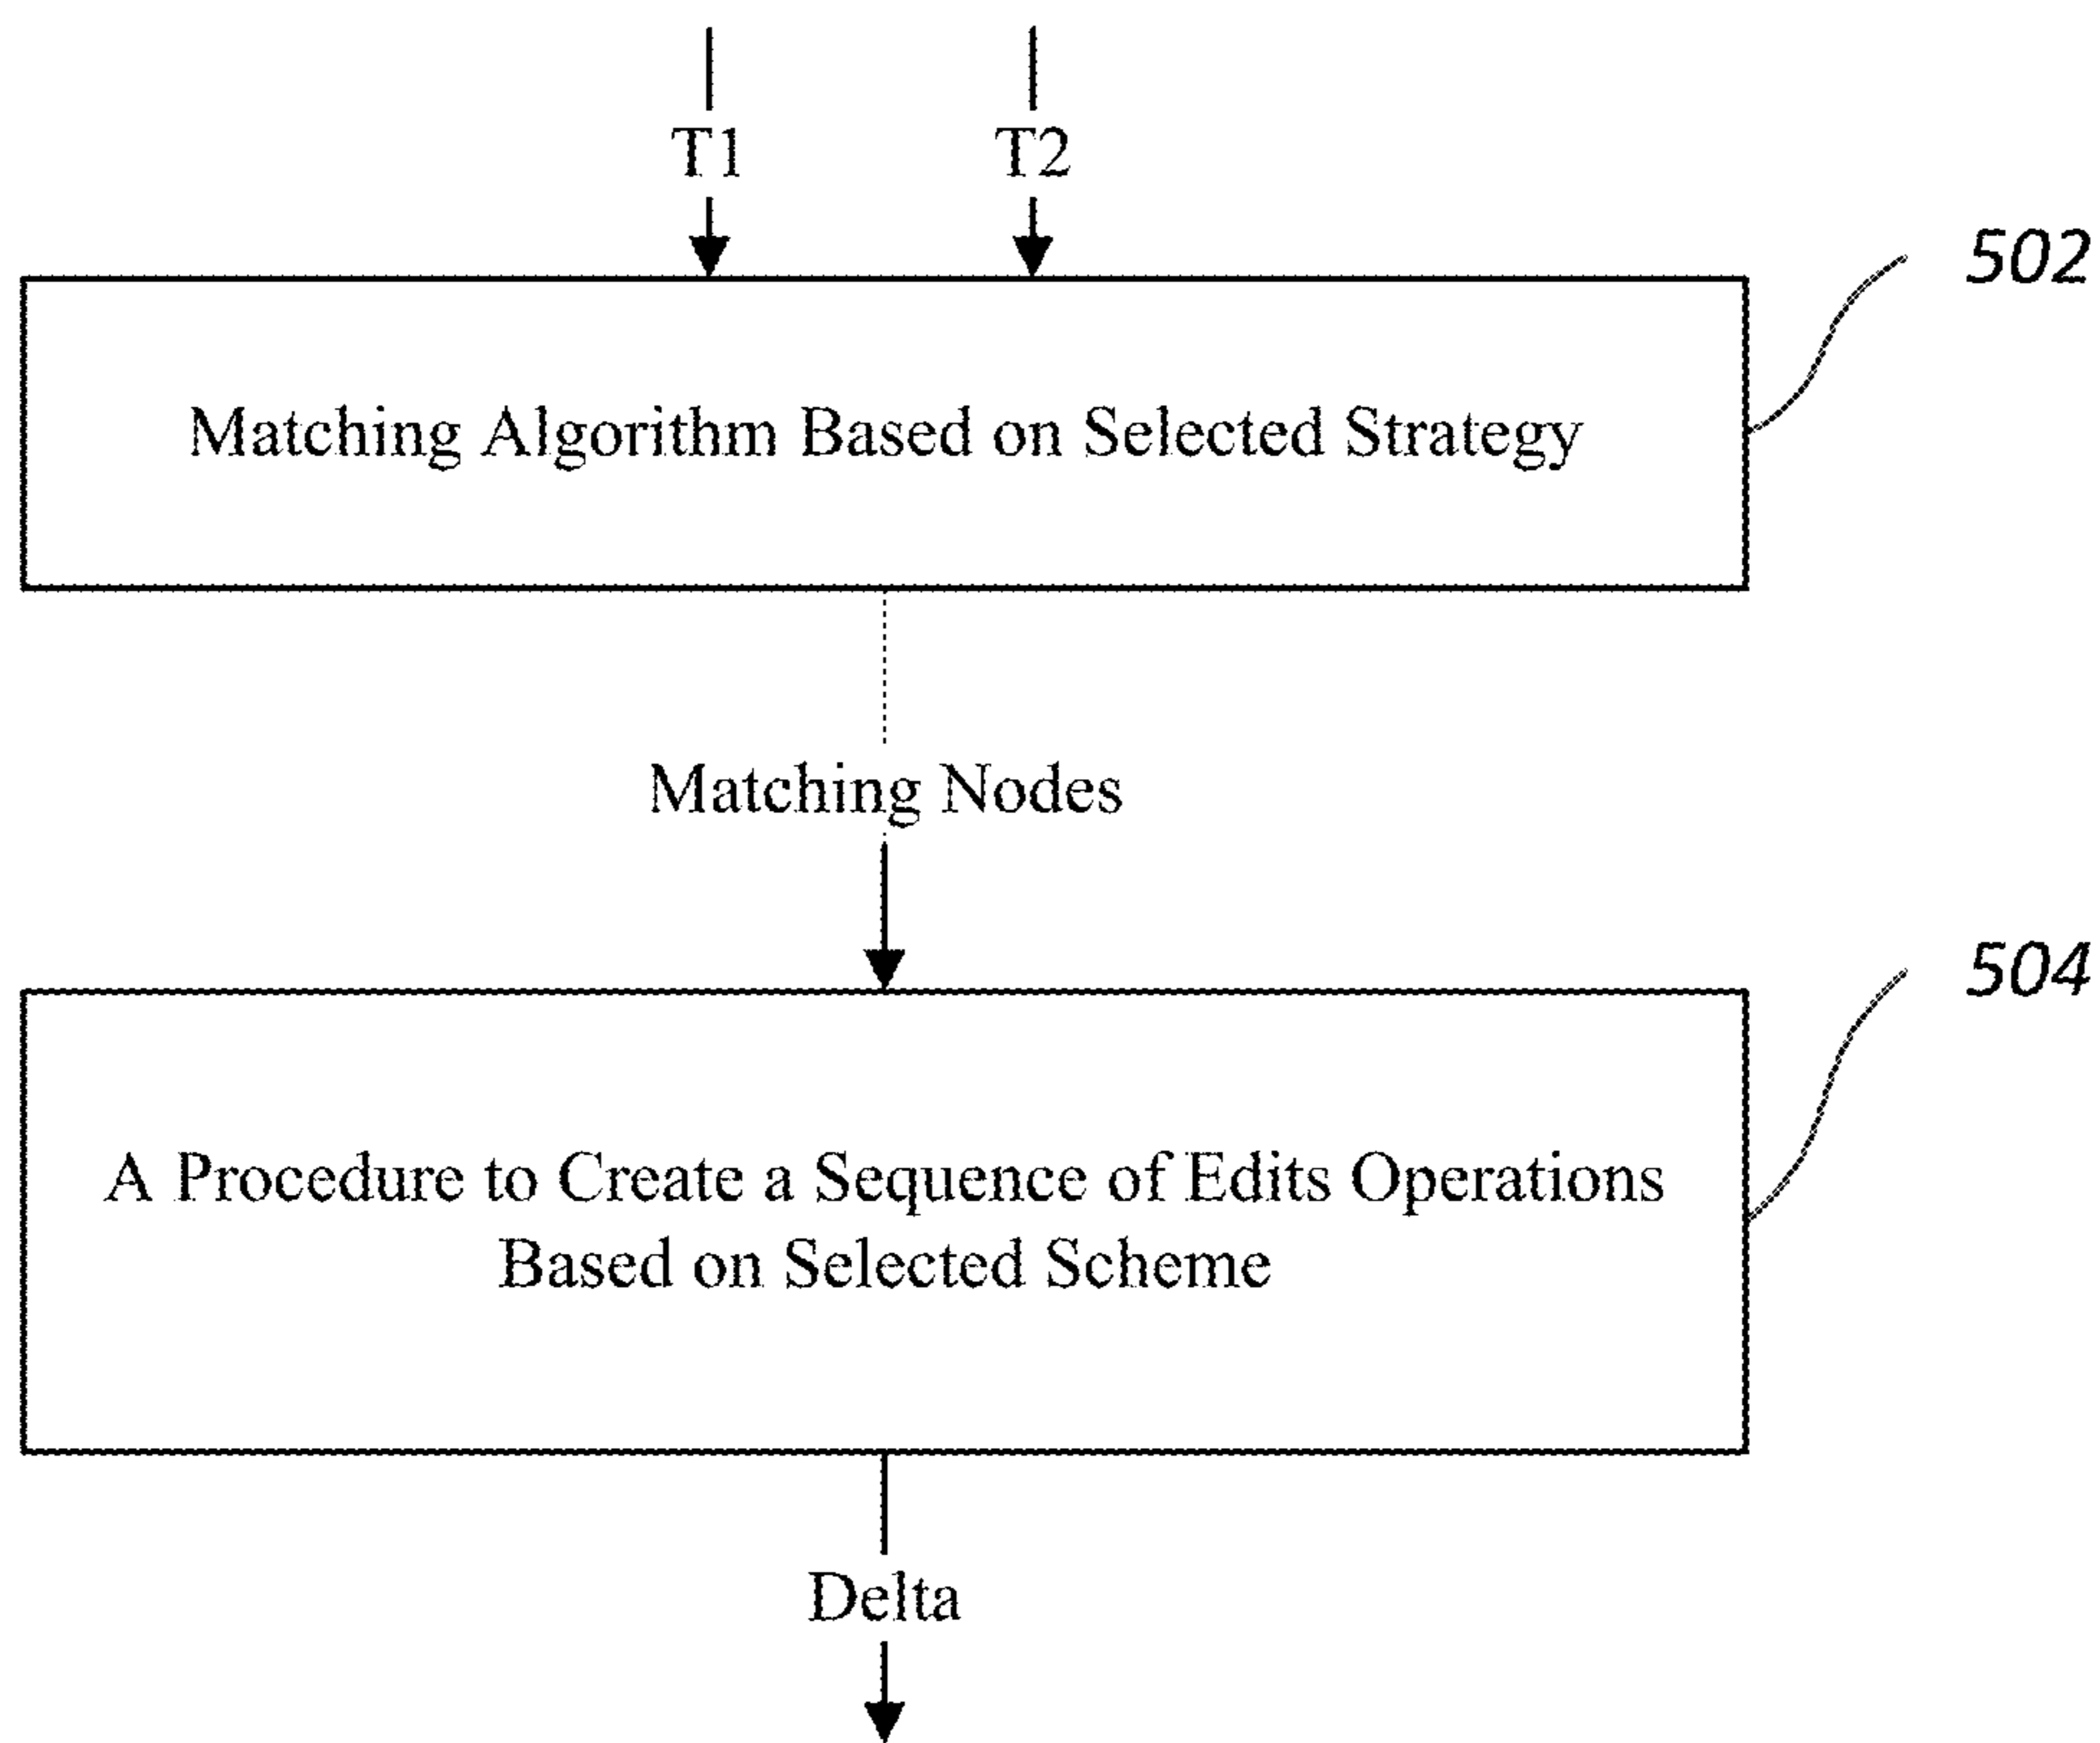 T1 T2
502
Matching Algorithm Based on Selected Strategy
Matching Nodes
504
A Procedure to Create a Sequence of Edits Operations
Based on Selected Scheme
Delta